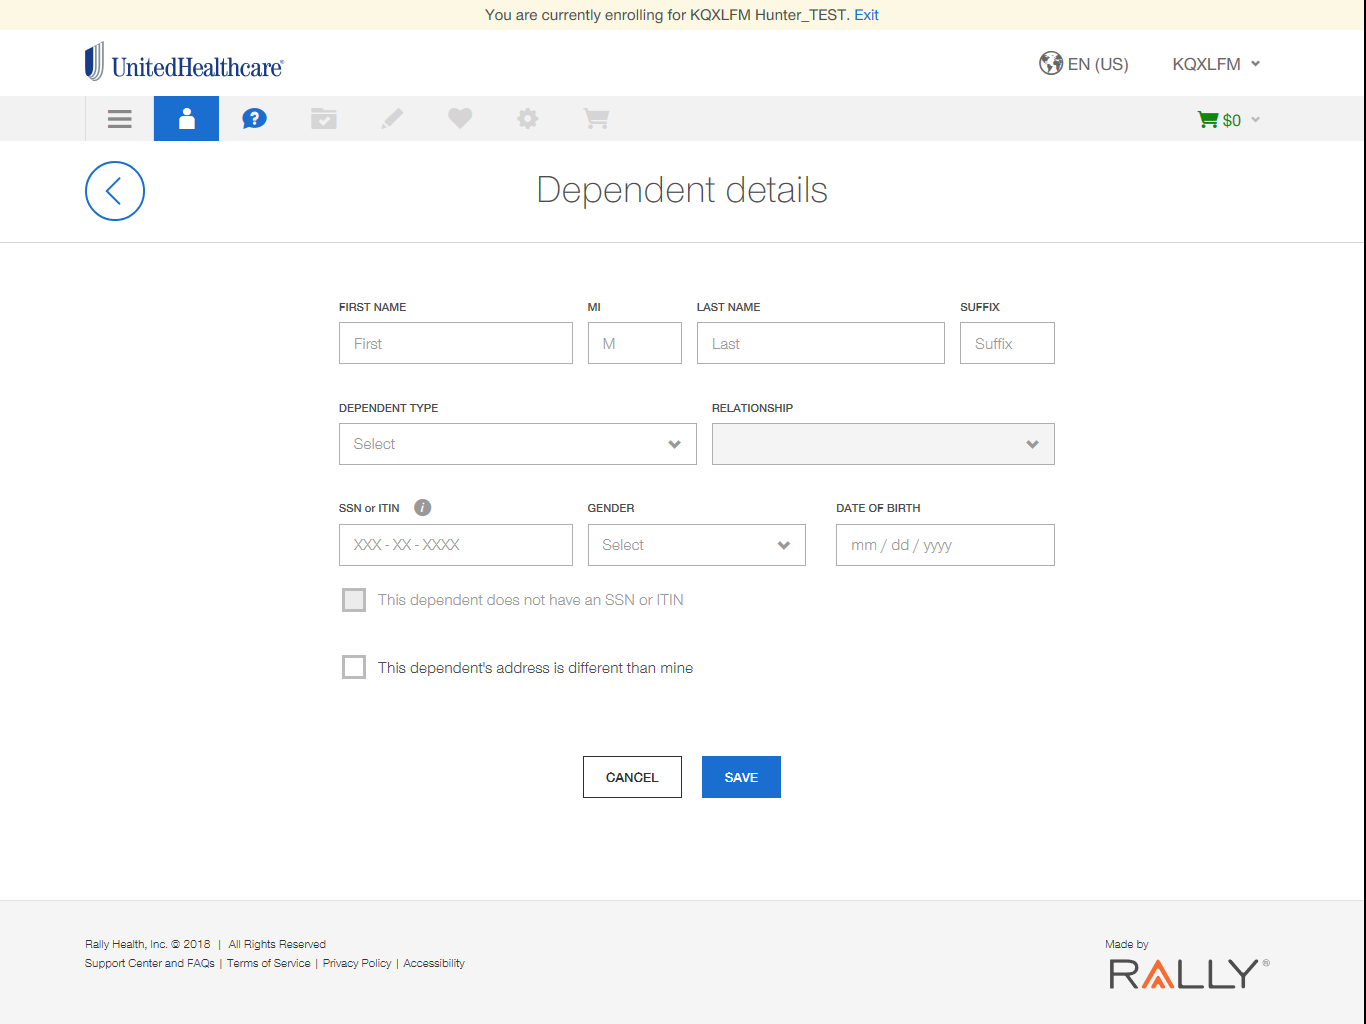 You are currently enrolling for KQXLFM Hunter_TEST. Exit
UnitedHealthcare®
EN (US)
KQXLFM
?
$0
Dependent details
FIRST NAME MI LAST NAME SUFFIX
First M Last Suffix
DEPENDENT TYPE RELATIONSHIP
Select
SSN or ITIN i GENDER DATE OF BIRTH
XXX - XX - XXXX Select mm / dd / yyyy
This dependent does not have an SSN or ITIN
This dependent's address is different than mine
CANCEL SAVE
Rally Health, Inc. © 2018 | All Rights Reserved
Support Center and FAQs | Terms of Service | Privacy Policy | Accessibility
Made by
RALLY®